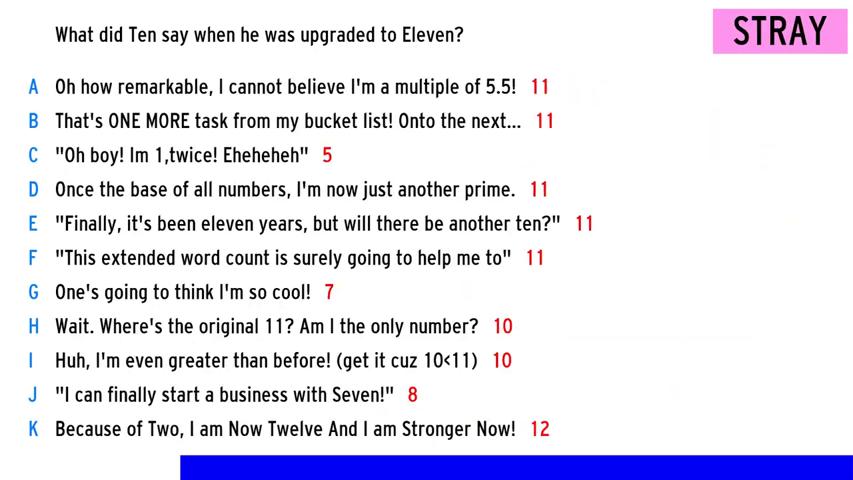 What did Ten say when he was upgraded to Eleven?
STRAY
A Oh how remarkable, I cannot believe I'm a multiple of 5.5! 11
B That's ONE MORE task from my bucket list! Onto the next... 11
C "Oh boy! Im 1,twice! Eheheheh" 5
D Once the base of all numbers, I'm now just another prime. 11
E "Finally, it's been eleven years, but will there be another ten?" 11
F "This extended word count is surely going to help me to" 11
G One's going to think I'm so cool! 7
H Wait. Where's the original 11? Am I the only number? 10
I Huh, I'm even greater than before! (get it cuz 10<11) 10
J "I can finally start a business with Seven!" 8
K Because of Two, I am Now Twelve And I am Stronger Now! 12